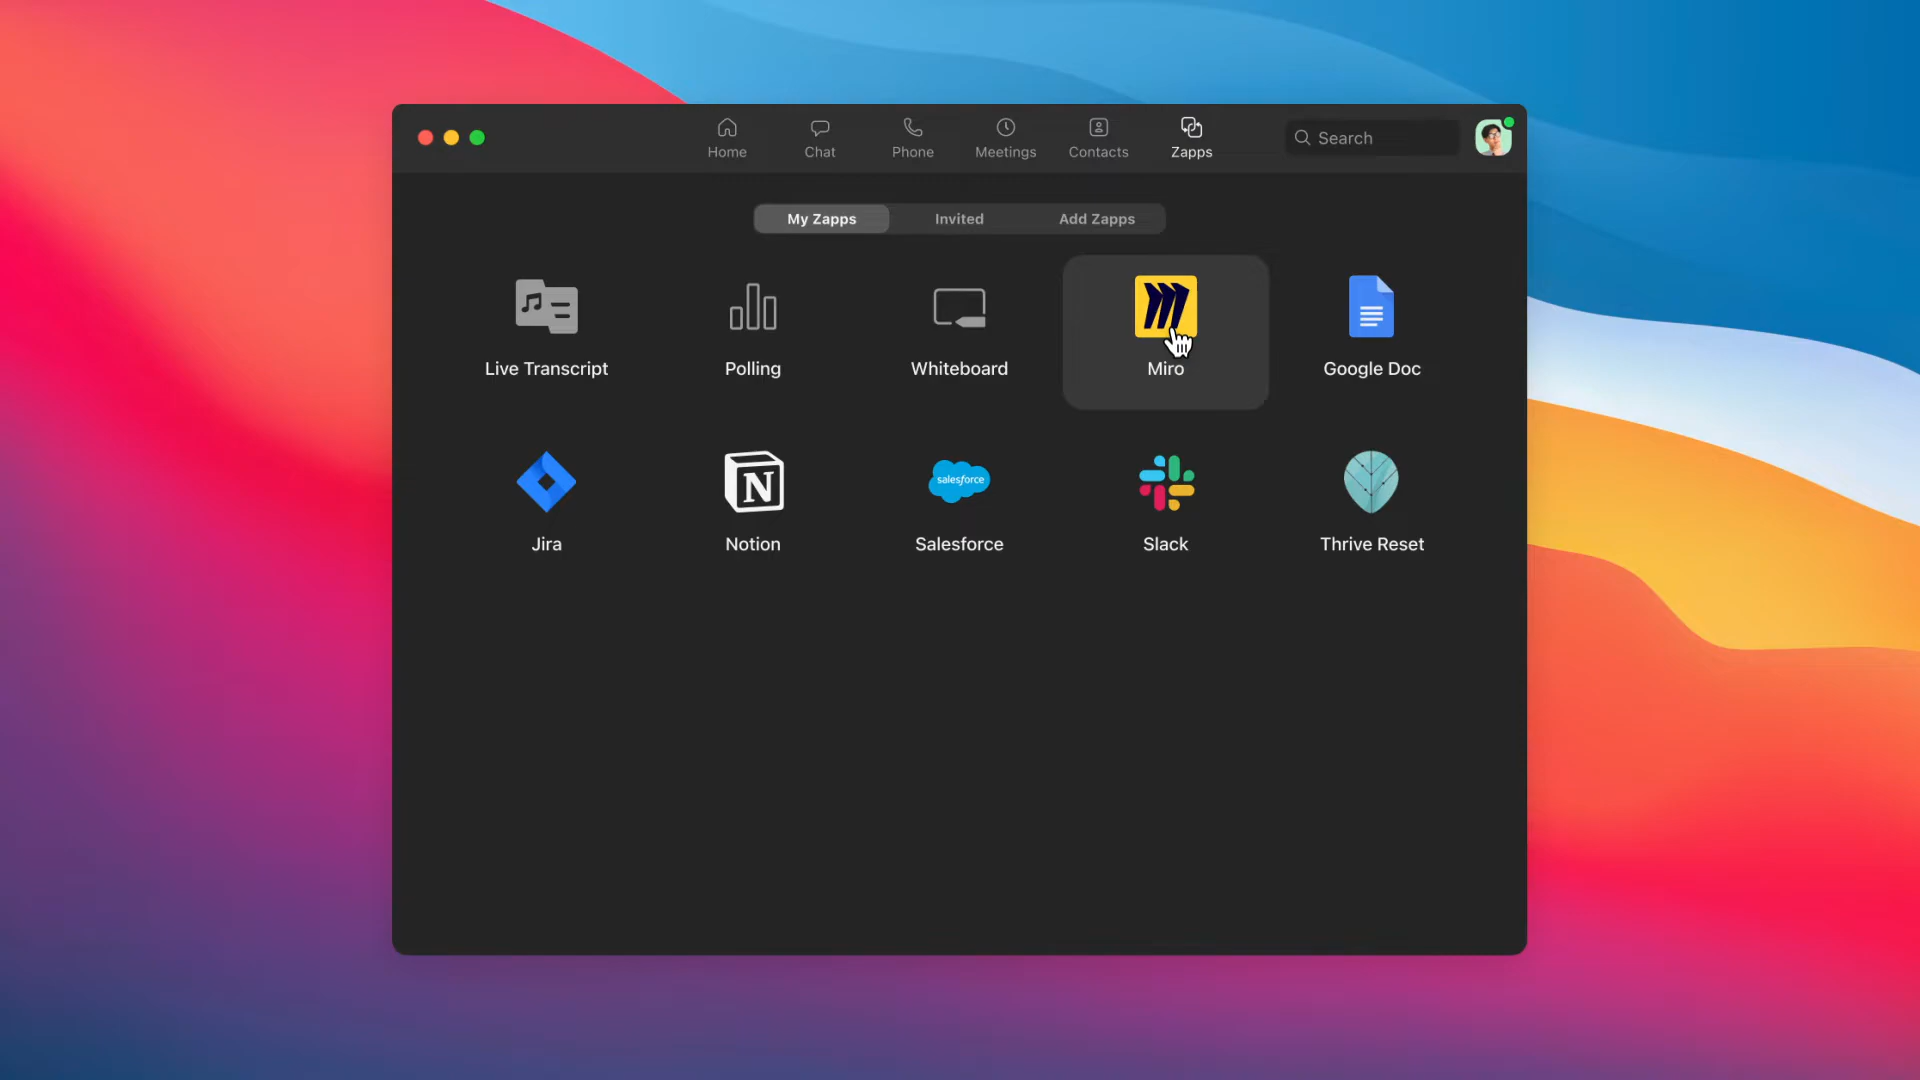 Home Chat Phone Meetings Contacts Zapps Search
My Zapps Invited Add Zapps
Live Transcript Polling Whiteboard Miro Google Doc
salesforce
Jira Notion Salesforce Slack Thrive Reset